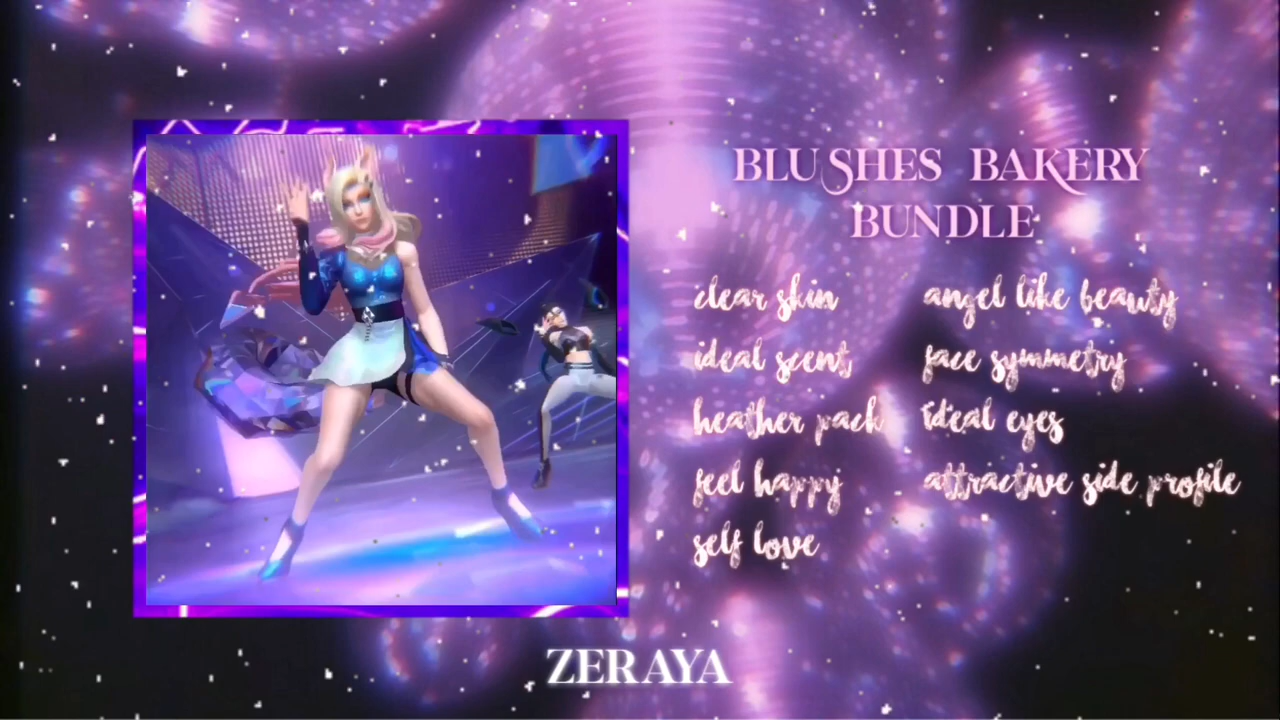 BLUSHES BAKERY
BUNDLE
clear skin
ideal scent
heather pack
feel happy
self love
angel like beauty
face symmetry
ideal eyes
attractive side profile
ZERAYA